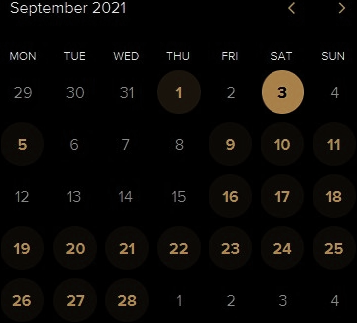 September 2021
MON TUE WED THU FRI SAT SUN
29 30 31 1 2 3 4
5 6 7 8 9 10 11
12 13 14 15 16 17 18
19 20 21 22 23 24 25
26 27 28 1 2 3 4